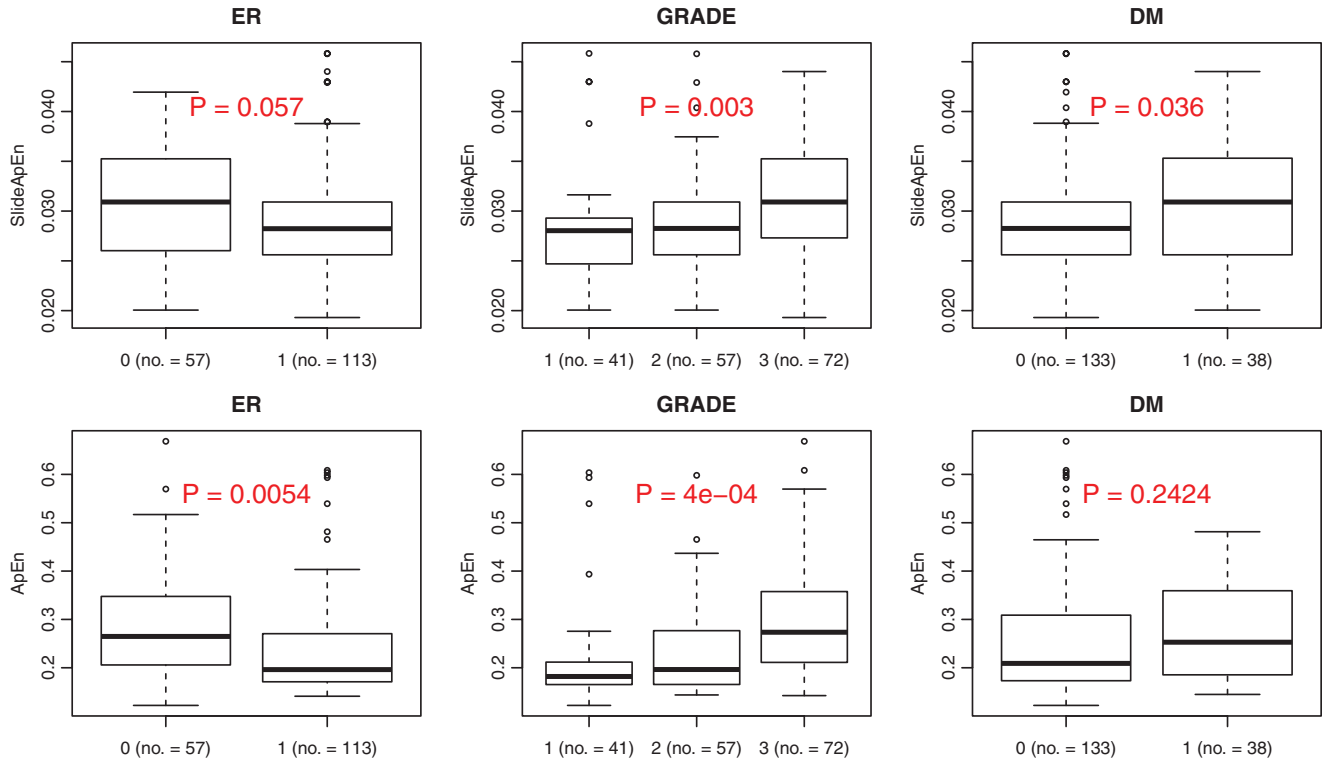 ER
GRADE
DM
SlideApEn
0.020
0.030
0.040
P = 0.057
0 (no. = 57)
1 (no. = 113)
SlideApEn
0.020
0.030
0.040
P = 0.003
1 (no. = 41)
2 (no. = 57)
3 (no. = 72)
SlideApEn
0.020
0.030
0.040
P = 0.036
0 (no. = 133)
1 (no. = 38)
ER
GRADE
DM
ApEn
0.2
0.3
0.4
0.5
0.6
P = 0.0054
0 (no. = 57)
1 (no. = 113)
ApEn
0.2
0.3
0.4
0.5
0.6
P = 4e−04
1 (no. = 41)
2 (no. = 57)
3 (no. = 72)
ApEn
0.2
0.3
0.4
0.5
0.6
P = 0.2424
0 (no. = 133)
1 (no. = 38)